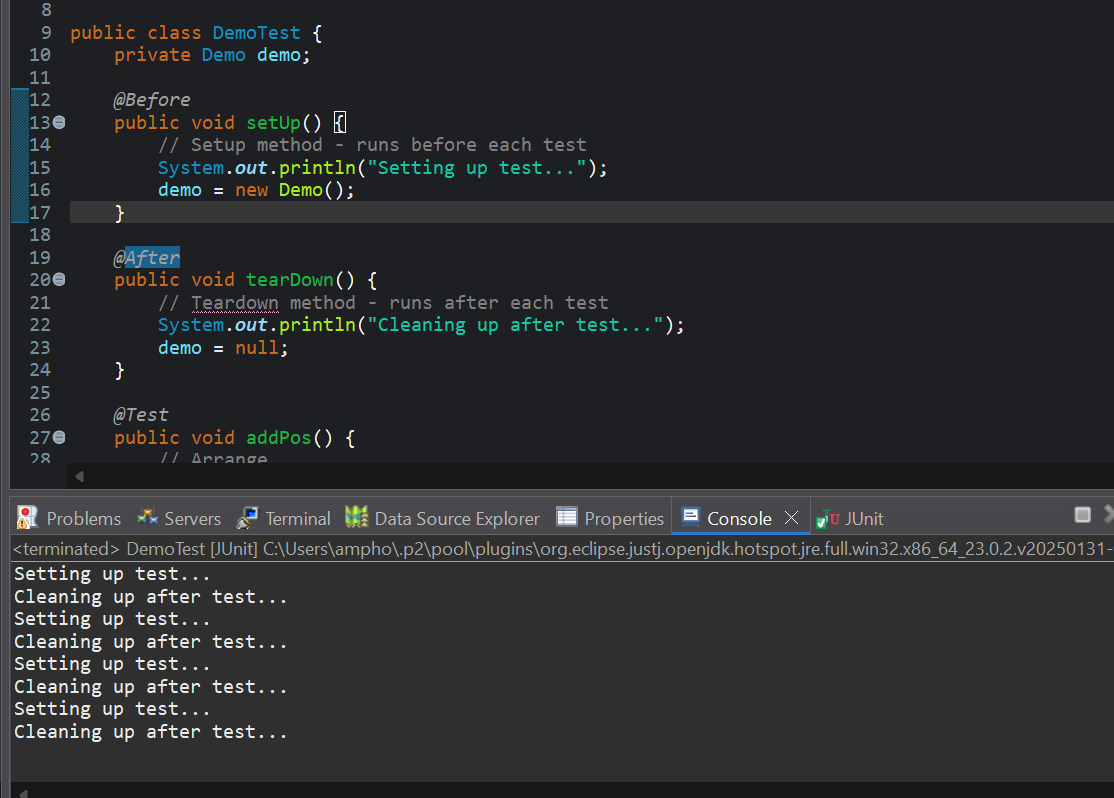 8
9 public class DemoTest {
10     private Demo demo;
11
12     @Before
13     public void setUp() {
14         // Setup method - runs before each test
15         System.out.println("Setting up test...");
16         demo = new Demo();
17     }
18
19     @After
20     public void tearDown() {
21         // Teardown method - runs after each test
22         System.out.println("Cleaning up after test...");
23         demo = null;
24     }
25
26     @Test
27     public void addPos() {
28         // Arrange
Problems Servers Terminal Data Source Explorer Properties Console JUnit
<terminated> DemoTest [JUnit] C:\Users\ampho\.p2\pool\plugins\org.eclipse.justj.openjdk.hotspot.jre.full.win32.x86_64_23.0.2.v20250131-
Setting up test...
Cleaning up after test...
Setting up test...
Cleaning up after test...
Setting up test...
Cleaning up after test...
Setting up test...
Cleaning up after test...